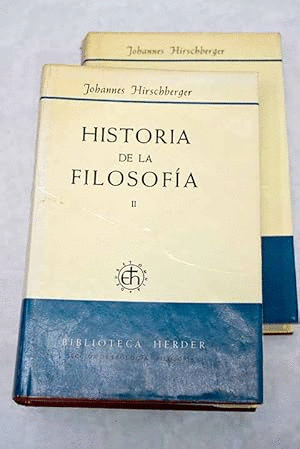 Johannes Hirschberger
Johannes Hirschberger
HISTORIA
DE LA
FILOSOFÍA
II
BIBLIOTECA HERDER